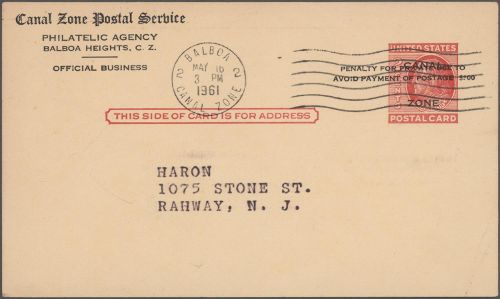 Canal Zone Postal Service
PHILATELIC AGENCY
BALBOA HEIGHTS, C. Z.
OFFICIAL BUSINESS
BALBOA
2 2
MAY 16
3 PM
1961
CANAL ZONE
UNITED STATES
CANAL
PENALTY FOR PRIVATE USE TO
AVOID PAYMENT OF POSTAGE $300
ZONE
POSTAL CARD
THIS SIDE OF CARD IS FOR ADDRESS
HARON
1075 STONE ST.
RAHWAY, N. J.